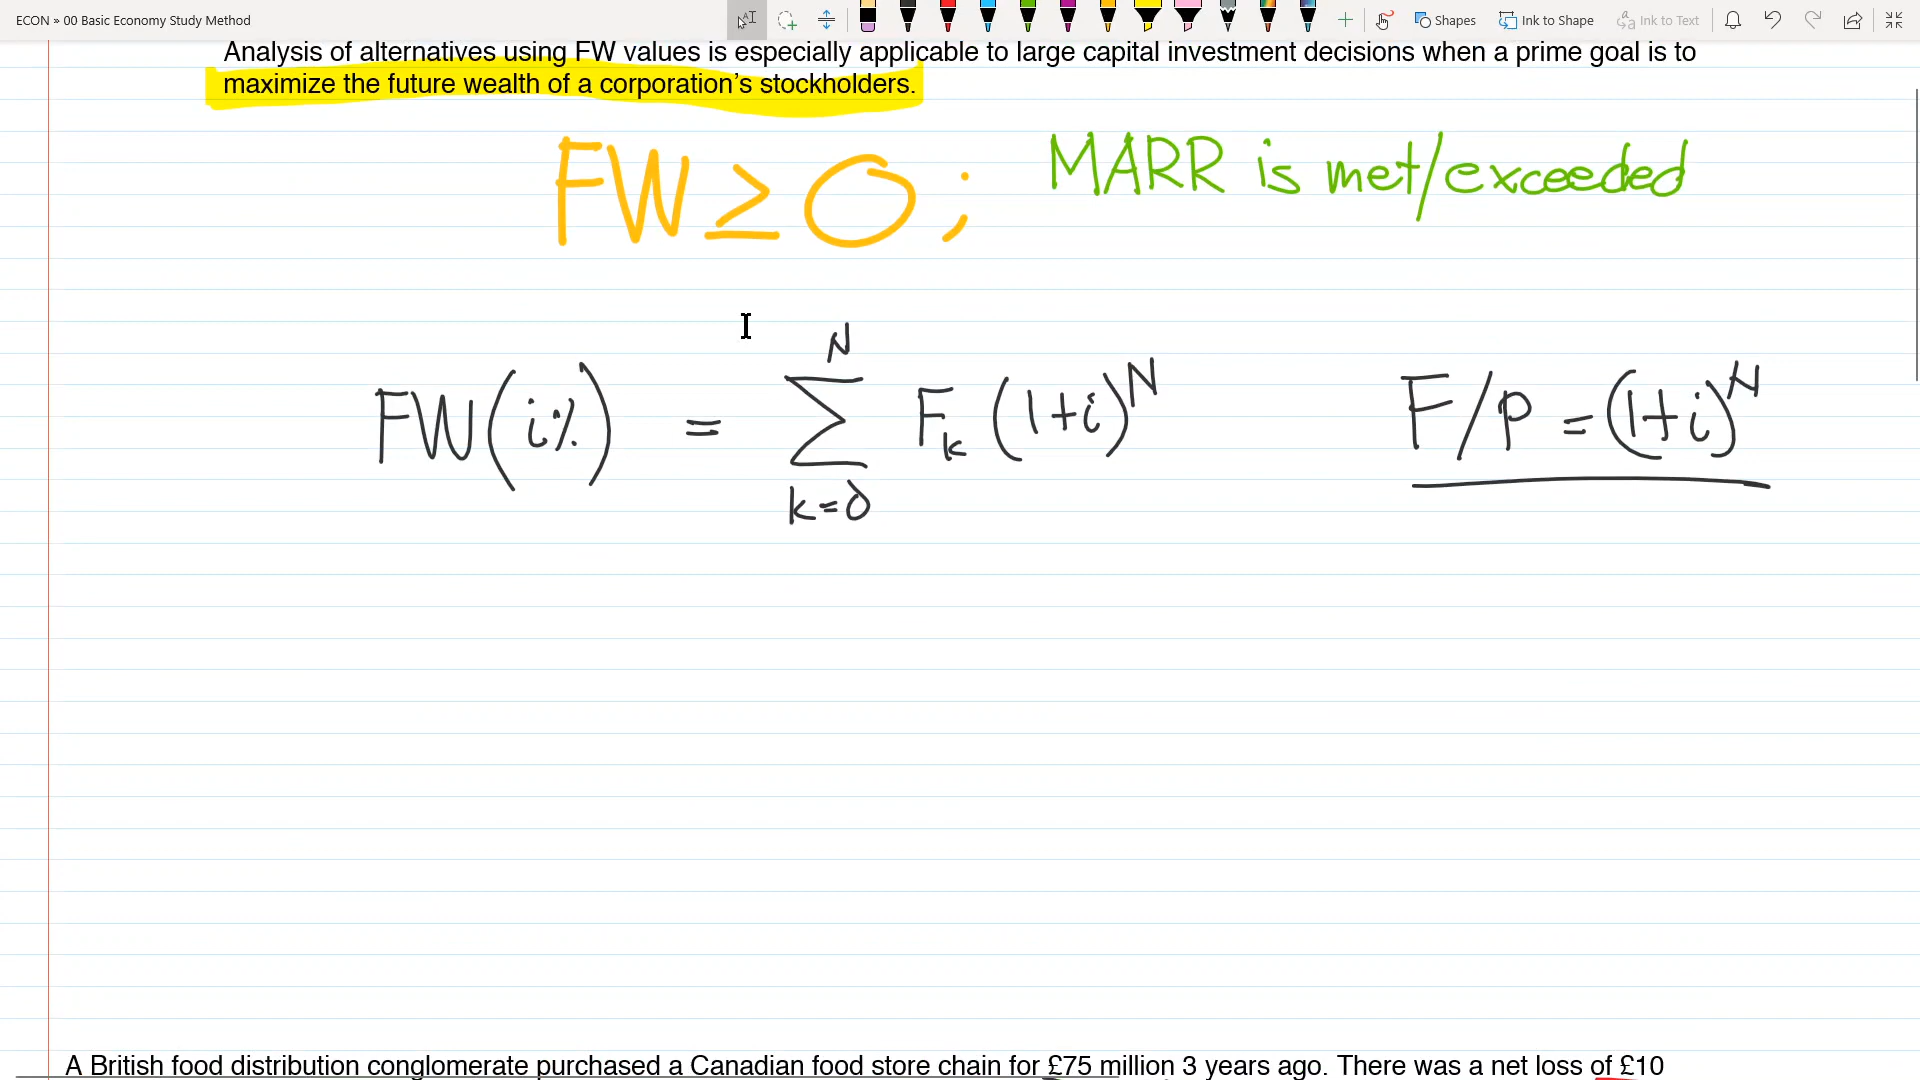 ECON » 00 Basic Economy Study Method
Shapes
Ink to Shape
Ink to Text
Analysis of alternatives using FW values is especially applicable to large capital investment decisions when a prime goal is to
maximize the future wealth of a corporation’s stockholders.
FW ≥ 0 ; MARR is met/exceeded
N
FW(i%) = ∑ Fk (1+i)^N F/P = (1+i)^N
k=0
A British food distribution conglomerate purchased a Canadian food store chain for £75 million 3 years ago. There was a net loss of £10